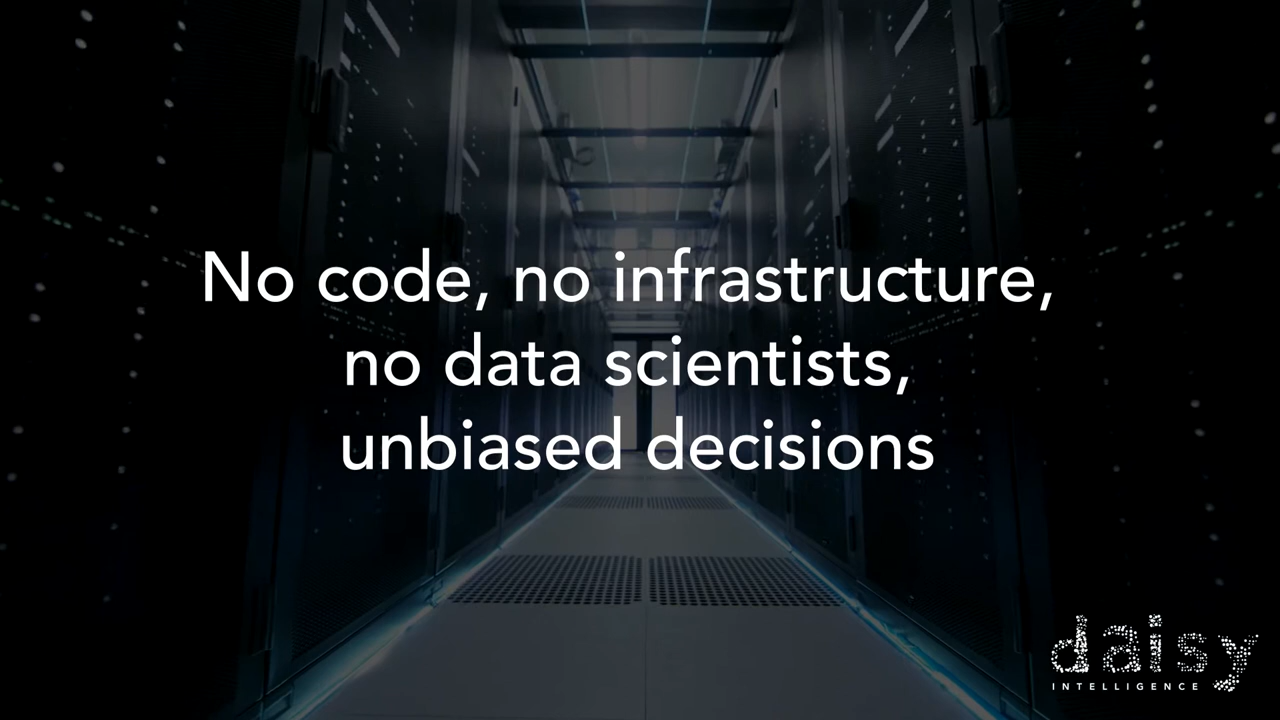 No code, no infrastructure,
no data scientists,
unbiased decisions
daisy
INTELLIGENCE